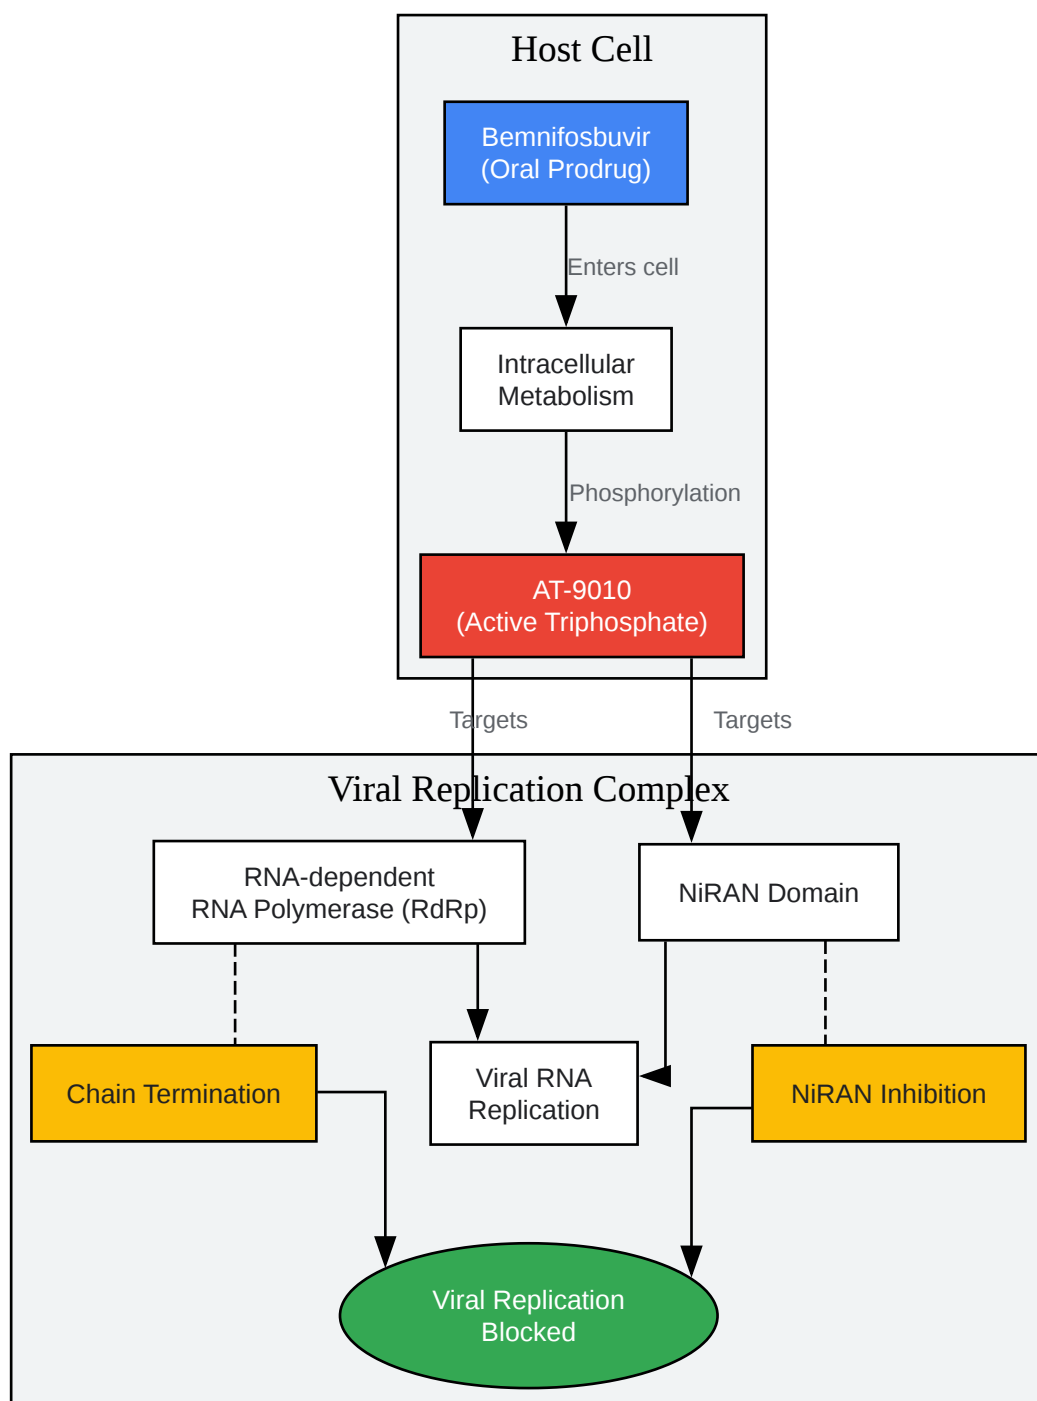 Host Cell
Bemnifosbuvir
(Oral Prodrug)
Enters cell
Intracellular
Metabolism
Phosphorylation
AT-9010
(Active Triphosphate)
Targets
Targets
Viral Replication Complex
RNA-dependent
RNA Polymerase (RdRp)
NiRAN Domain
Chain Termination
Viral RNA
Replication
NiRAN Inhibition
Viral Replication
Blocked